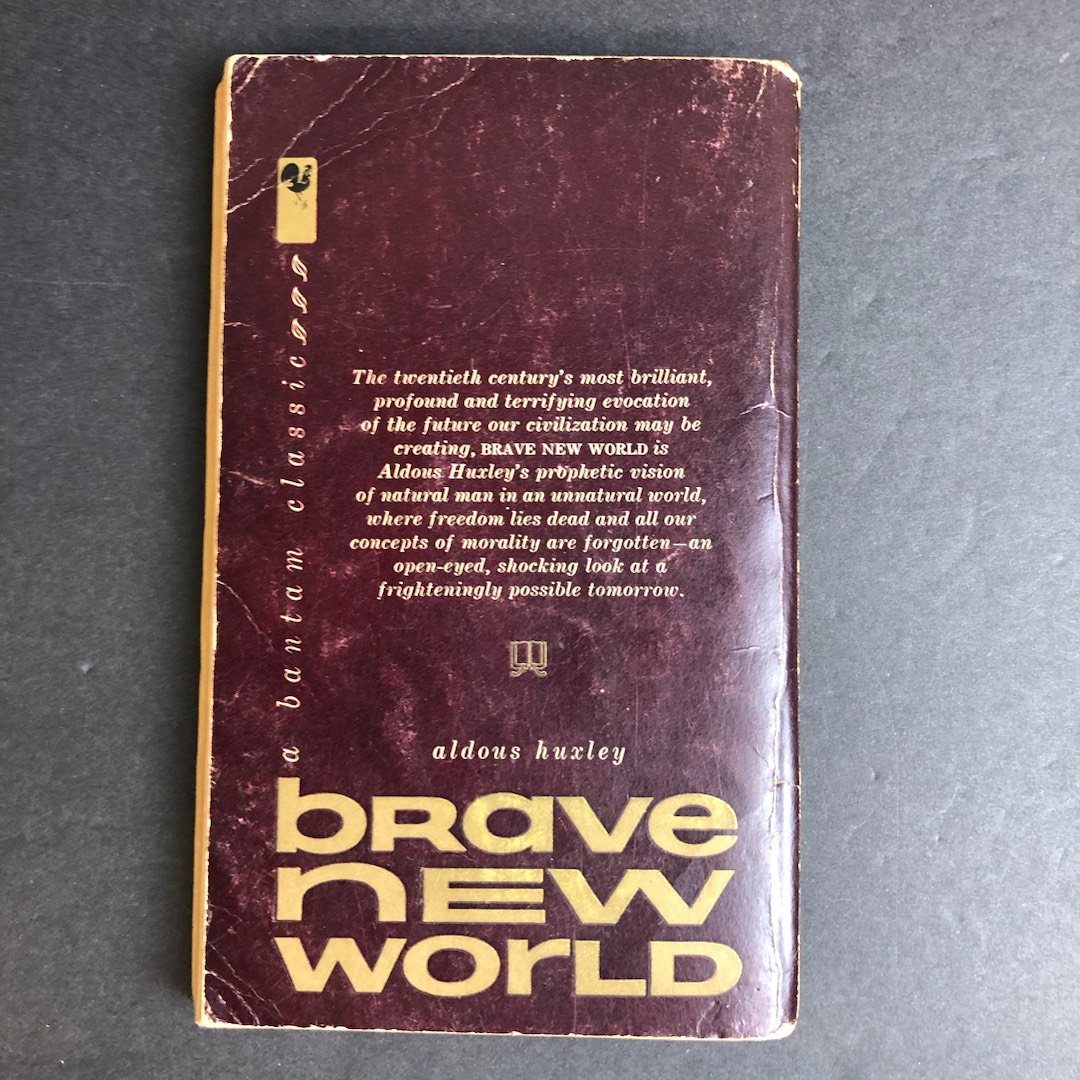 a bantam classic
The twentieth century's most brilliant,
profound and terrifying evocation
of the future our civilization may be
creating, BRAVE NEW WORLD is
Aldous Huxley's prophetic vision
of natural man in an unnatural world,
where freedom lies dead and all our
concepts of morality are forgotten—an
open-eyed, shocking look at a
frighteningly possible tomorrow.
aldous huxley
bRave
nEW
WorLD